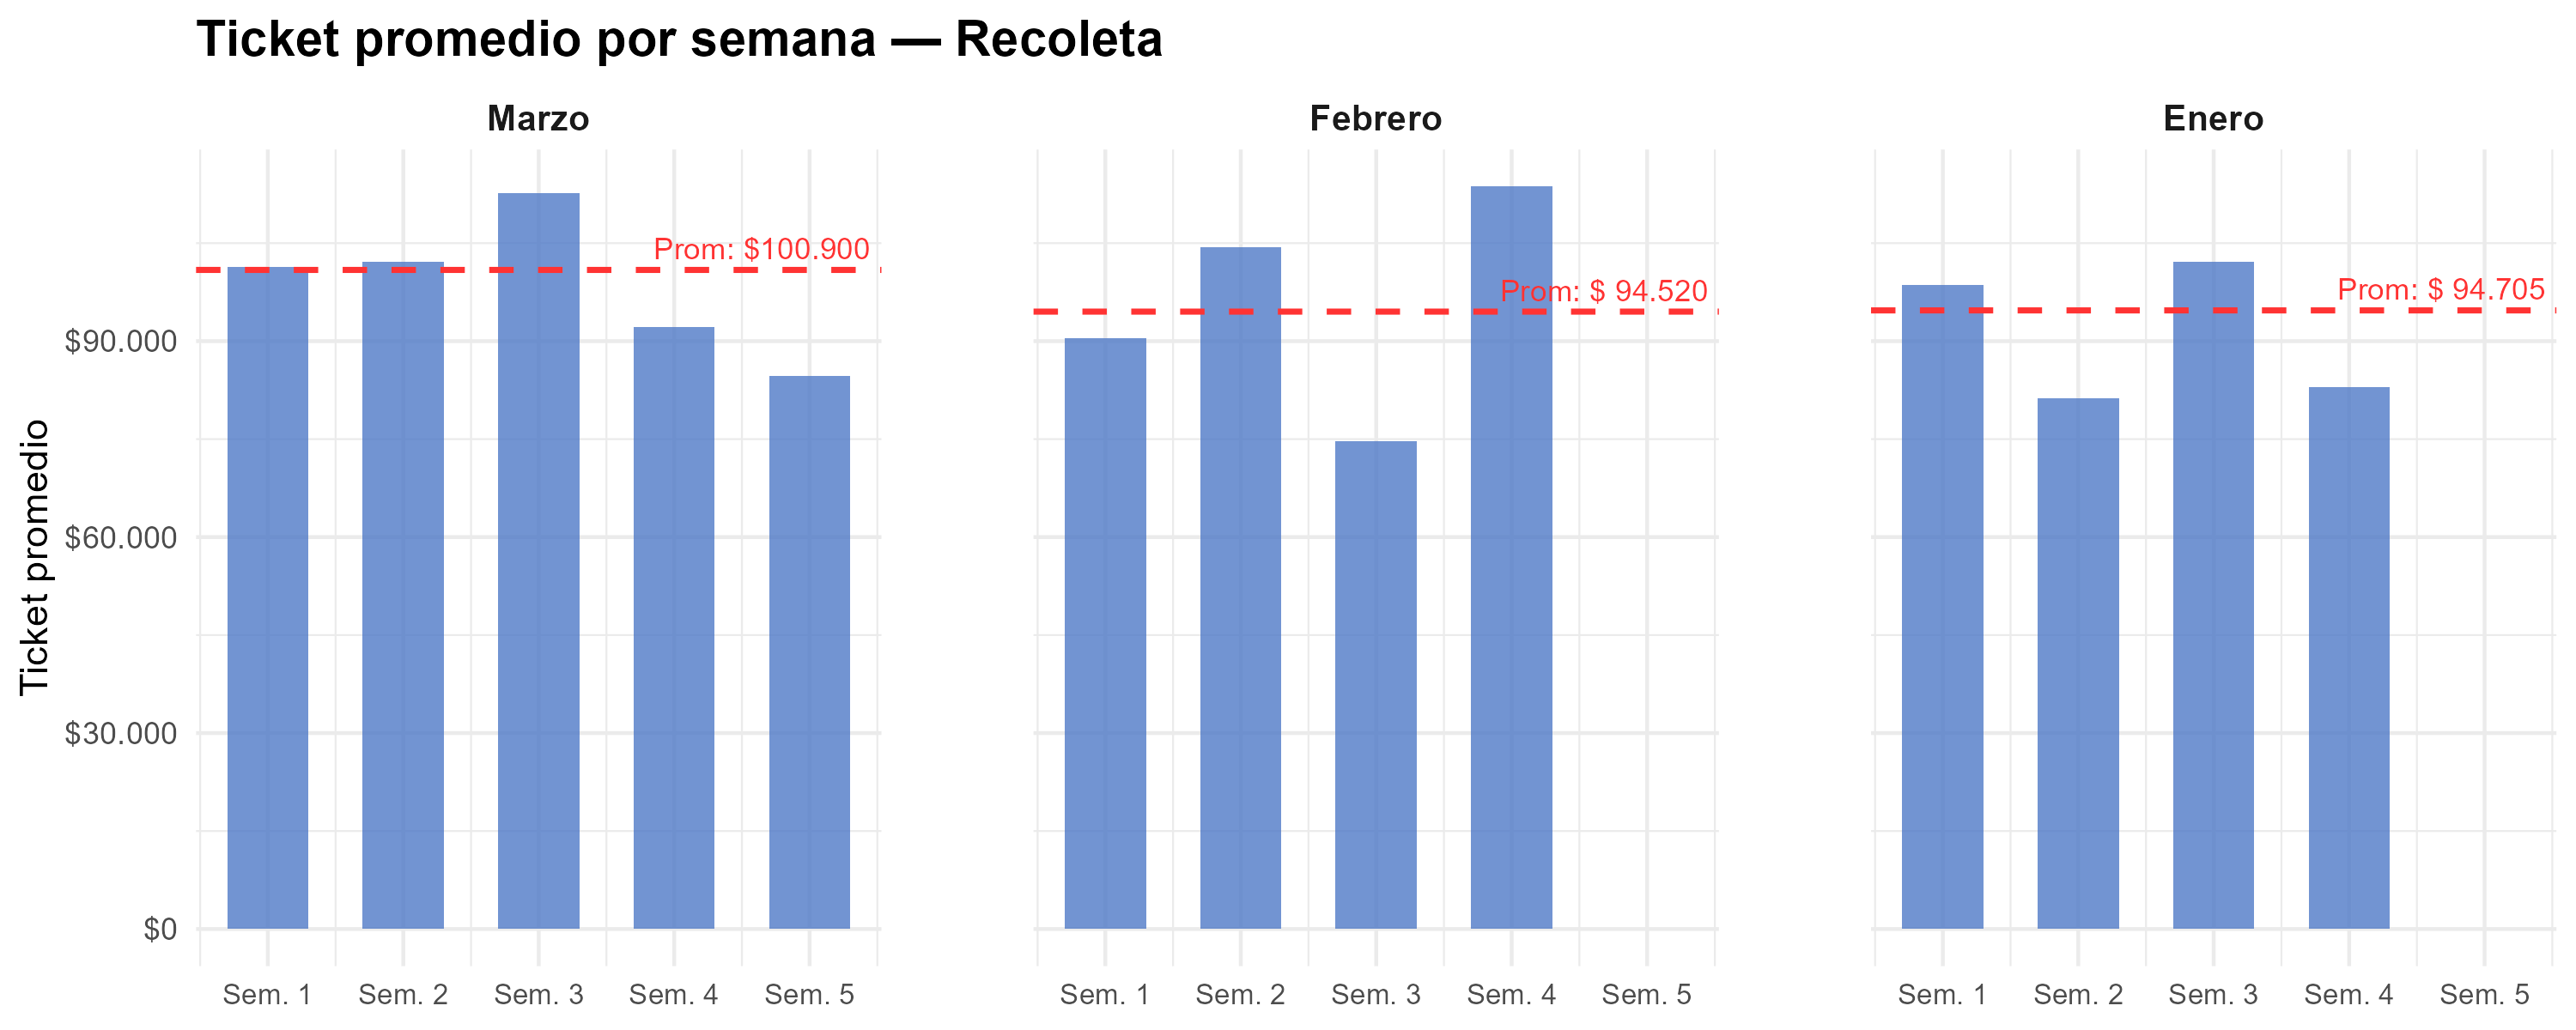 Ticket promedio por semana — Recoleta
Marzo
Febrero
Enero
Ticket promedio
$90.000
$60.000
$30.000
$0
Prom: $100.900
Prom: $ 94.520
Prom: $ 94.705
Sem. 1 Sem. 2 Sem. 3 Sem. 4 Sem. 5
Sem. 1 Sem. 2 Sem. 3 Sem. 4 Sem. 5
Sem. 1 Sem. 2 Sem. 3 Sem. 4 Sem. 5